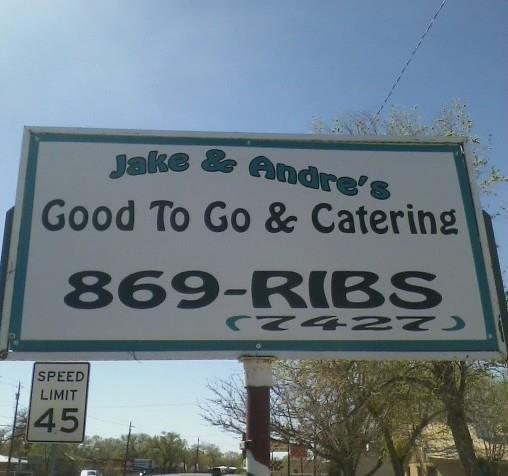 Jake & Andre's
Good To Go & Catering
869-RIBS
(7427)
SPEED
LIMIT
45